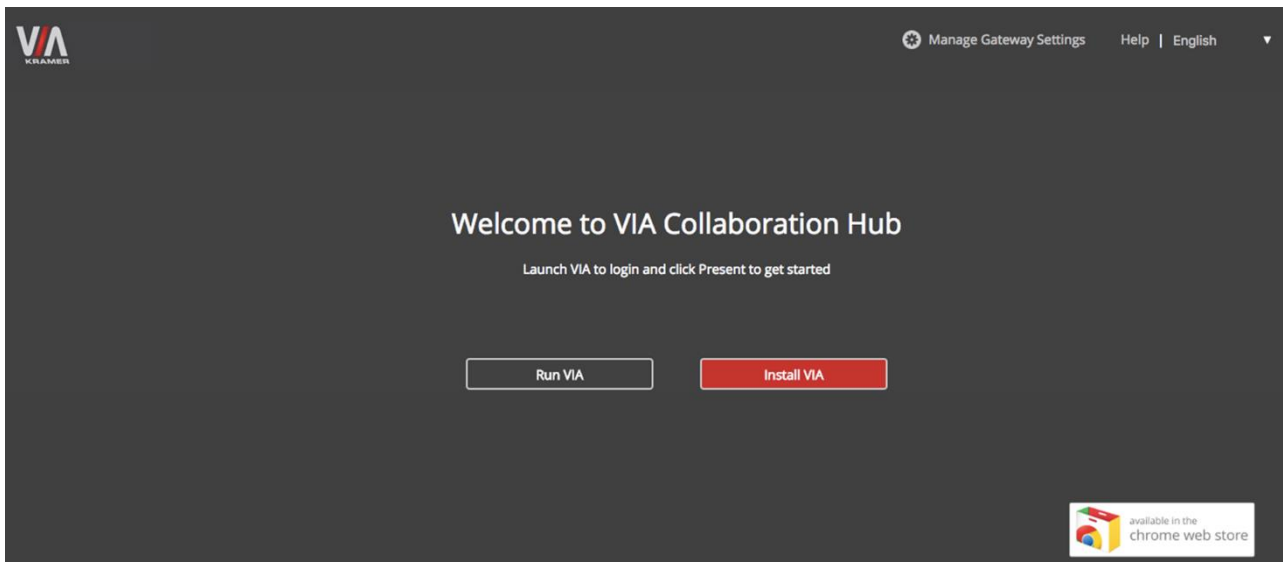 VIA
KRAMER
Manage Gateway Settings
Help | English
Welcome to VIA Collaboration Hub
Launch VIA to login and click Present to get started
Run VIA
Install VIA
available in the
chrome web store